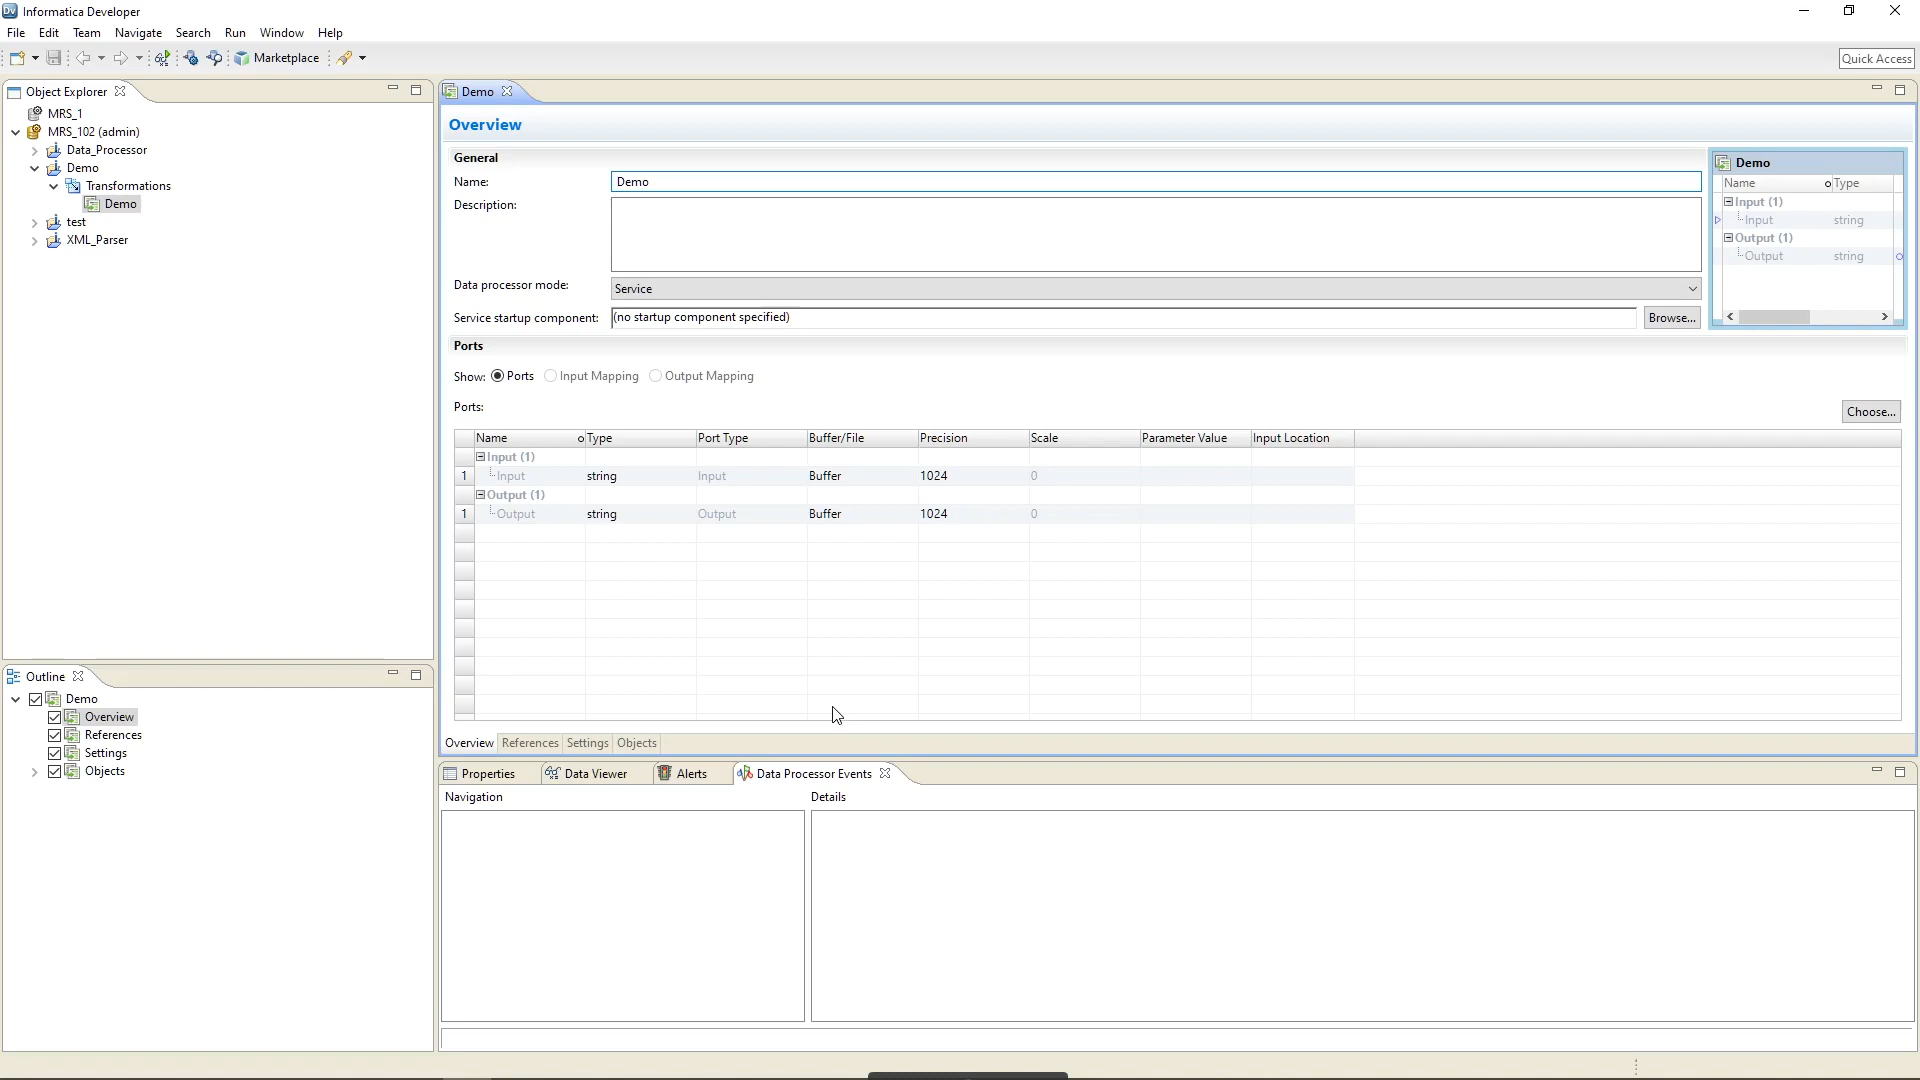 Informatica Developer
File Edit Team Navigate Search Run Window Help
Marketplace
Quick Access
Object Explorer
MRS_1
MRS_102 (admin)
Data_Processor
Demo
Transformations
Demo
test
XML_Parser
Outline
Demo
Overview
References
Settings
Objects
Demo
Overview
General
Name: Demo
Description:
Data processor mode: Service
Service startup component: (no startup component specified) Browse...
Demo
Name Type
Input (1)
Input string
Output (1)
Output string
Ports
Show: Ports Input Mapping Output Mapping
Ports:
Choose...
Name Type Port Type Buffer/File Precision Scale Parameter Value Input Location
Input (1)
1 Input string Input Buffer 1024 0
Output (1)
1 Output string Output Buffer 1024 0
Overview References Settings Objects
Properties Data Viewer Alerts Data Processor Events
Navigation Details